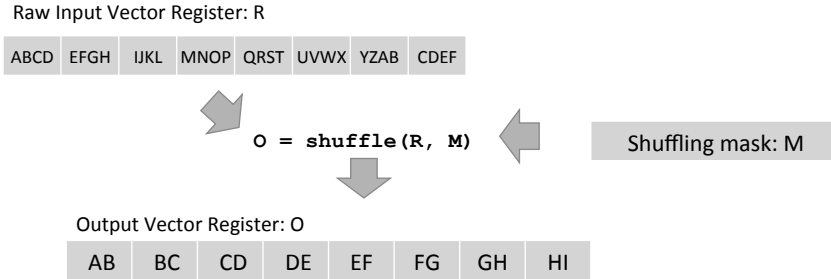 Raw Input Vector Register: R
ABCD EFGH IJKL MNOP QRST UVWX YZAB CDEF
O = shuffle(R, M)
Shuffling mask: M
Output Vector Register: O
AB BC CD DE EF FG GH HI